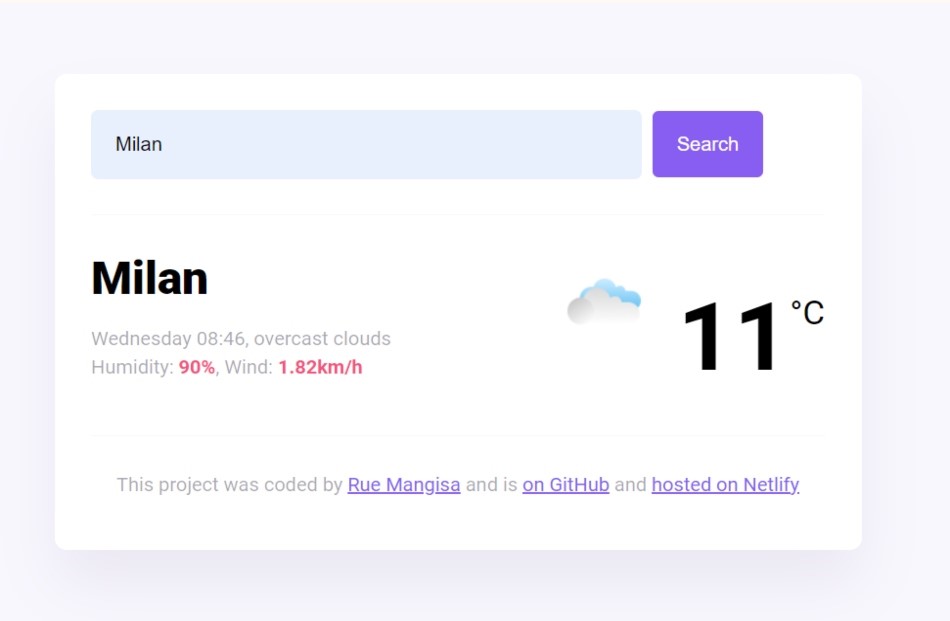 Milan
Search
Milan
Wednesday 08:46, overcast clouds
Humidity: 90%, Wind: 1.82km/h
11 °C
This project was coded by Rue Mangisa and is on GitHub and hosted on Netlify